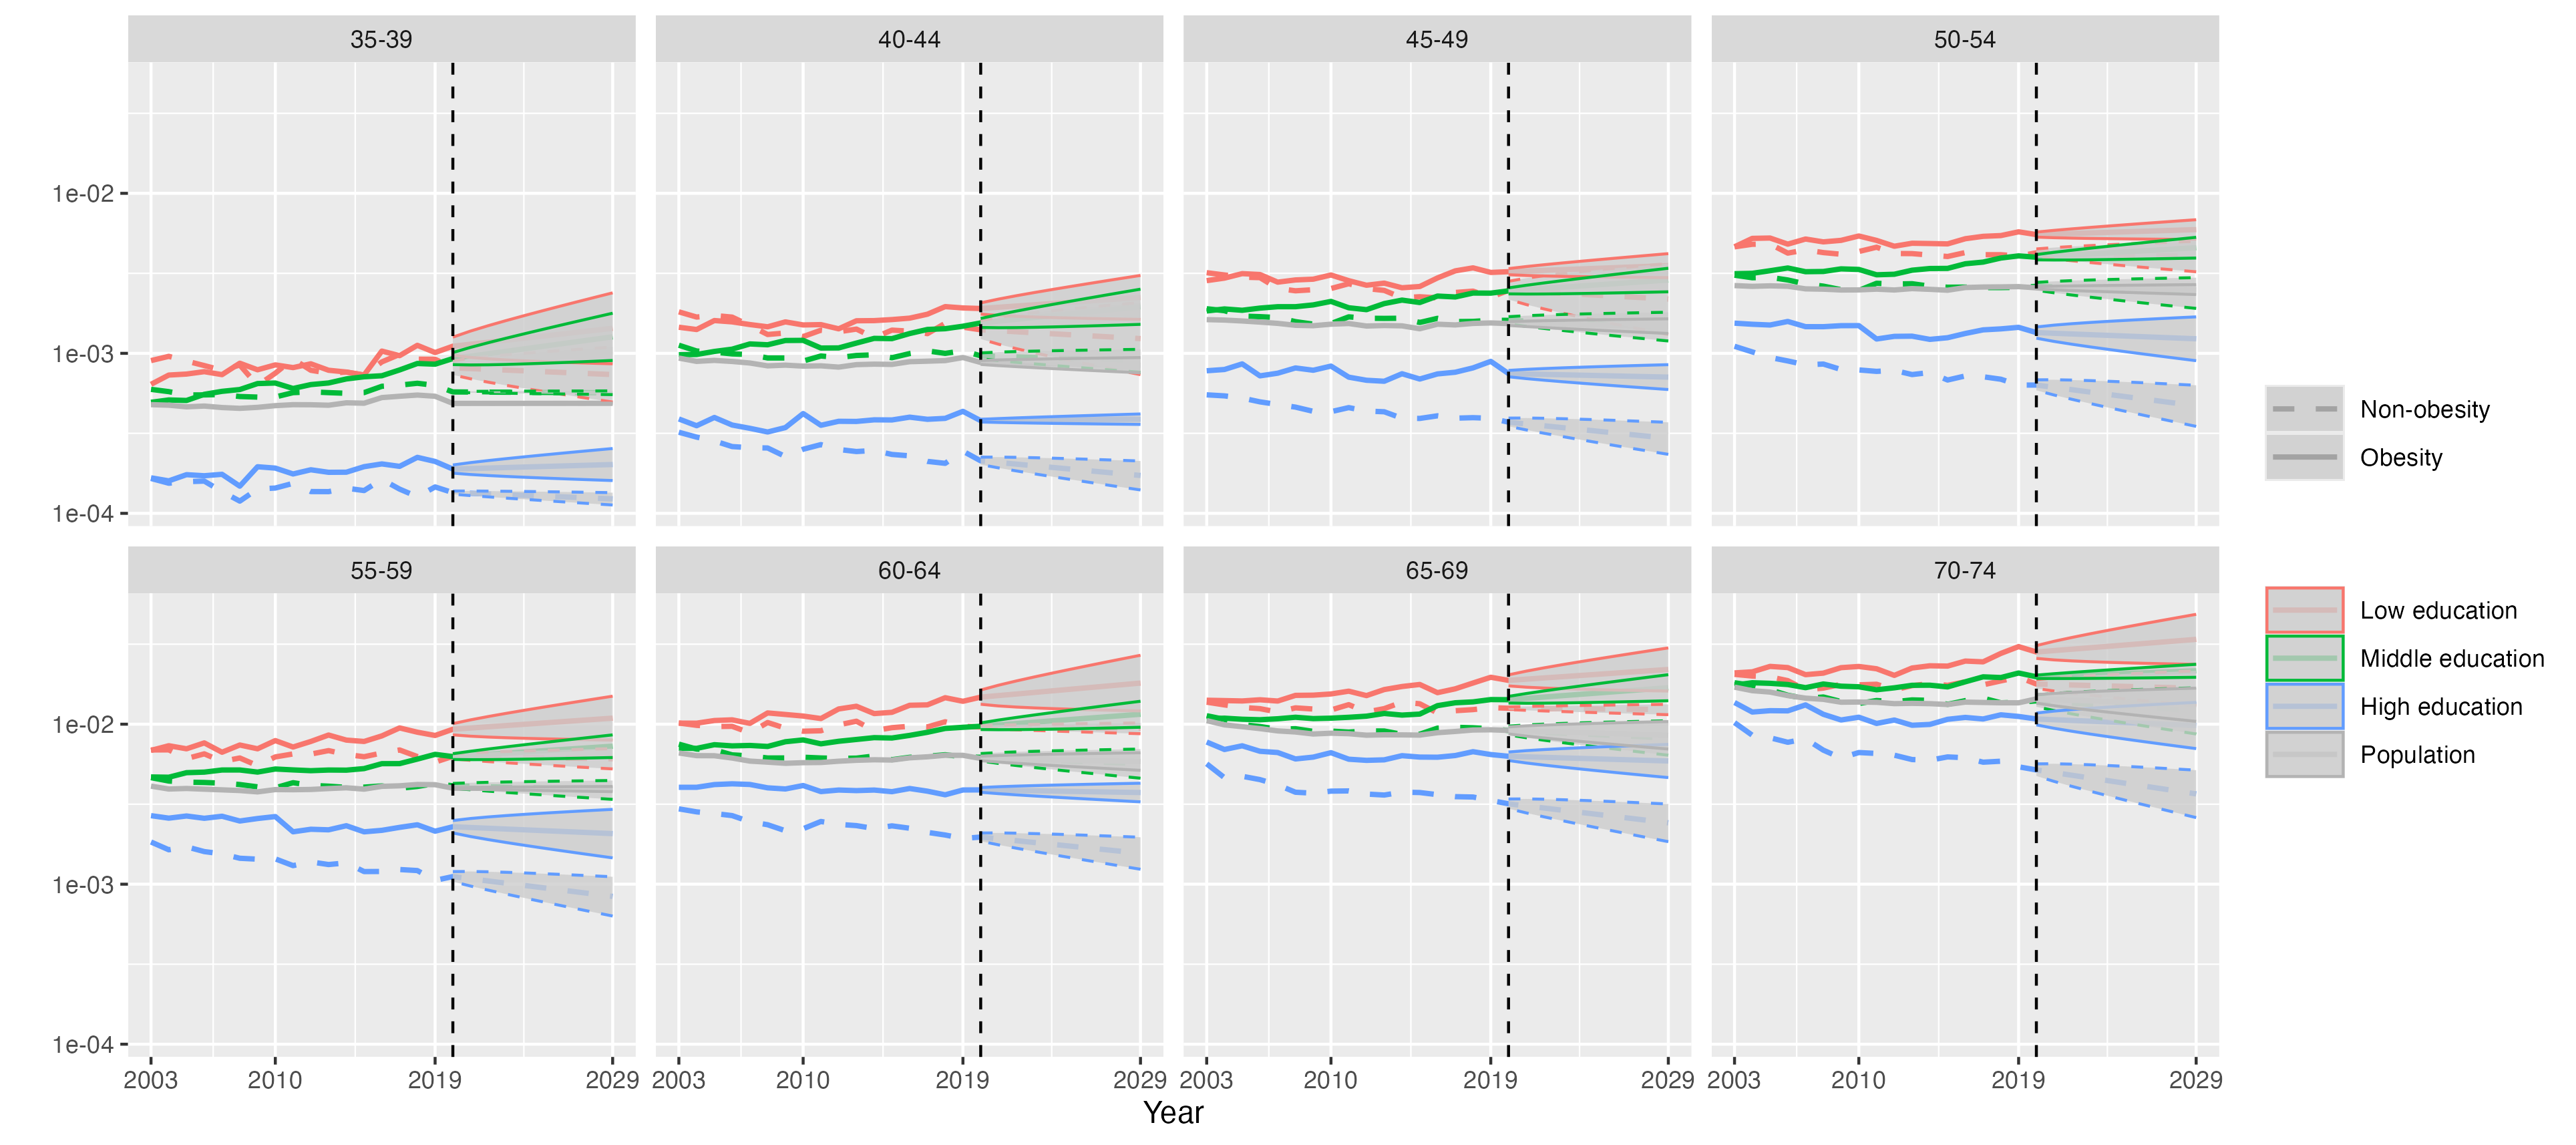 35-39
40-44
45-49
50-54
1e-02
1e-03
1e-04
55-59
60-64
65-69
70-74
1e-02
1e-03
1e-04
2003 2010 2019 2029
2003 2010 2019 2029
2003 2010 2019 2029
2003 2010 2019 2029
Year
Non-obesity
Obesity
Low education
Middle education
High education
Population